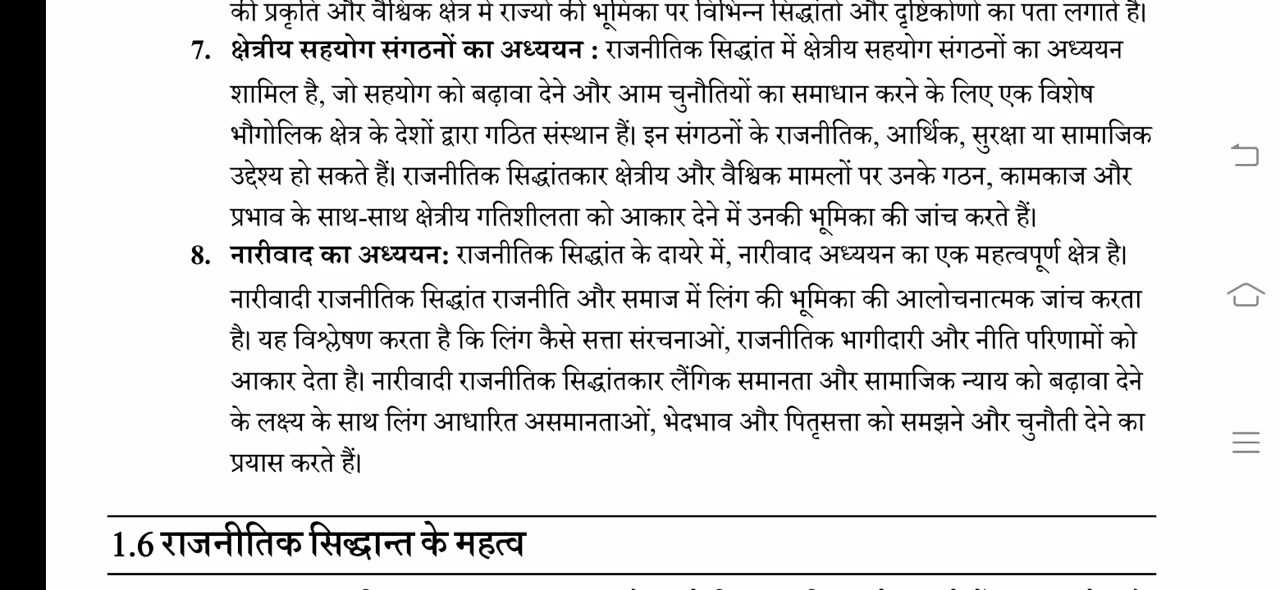 की प्रकृति और वैश्विक क्षेत्र में राज्यों की भूमिका पर विभिन्न सिद्धांतों और दृष्टिकोणों का पता लगाते हैं।
7. क्षेत्रीय सहयोग संगठनों का अध्ययन : राजनीतिक सिद्धांत में क्षेत्रीय सहयोग संगठनों का अध्ययन
शामिल है, जो सहयोग को बढ़ावा देने और आम चुनौतियों का समाधान करने के लिए एक विशेष
भौगोलिक क्षेत्र के देशों द्वारा गठित संस्थान हैं। इन संगठनों के राजनीतिक, आर्थिक, सुरक्षा या सामाजिक
उद्देश्य हो सकते हैं। राजनीतिक सिद्धांतकार क्षेत्रीय और वैश्विक मामलों पर उनके गठन, कामकाज और
प्रभाव के साथ-साथ क्षेत्रीय गतिशीलता को आकार देने में उनकी भूमिका की जांच करते हैं।
8. नारीवाद का अध्ययन: राजनीतिक सिद्धांत के दायरे में, नारीवाद अध्ययन का एक महत्वपूर्ण क्षेत्र है।
नारीवादी राजनीतिक सिद्धांत राजनीति और समाज में लिंग की भूमिका की आलोचनात्मक जांच करता
है। यह विश्लेषण करता है कि लिंग कैसे सत्ता संरचनाओं, राजनीतिक भागीदारी और नीति परिणामों को
आकार देता है। नारीवादी राजनीतिक सिद्धांतकार लैंगिक समानता और सामाजिक न्याय को बढ़ावा देने
के लक्ष्य के साथ लिंग आधारित असमानताओं, भेदभाव और पितृसत्ता को समझने और चुनौती देने का
प्रयास करते हैं।
1.6 राजनीतिक सिद्धान्त के महत्व